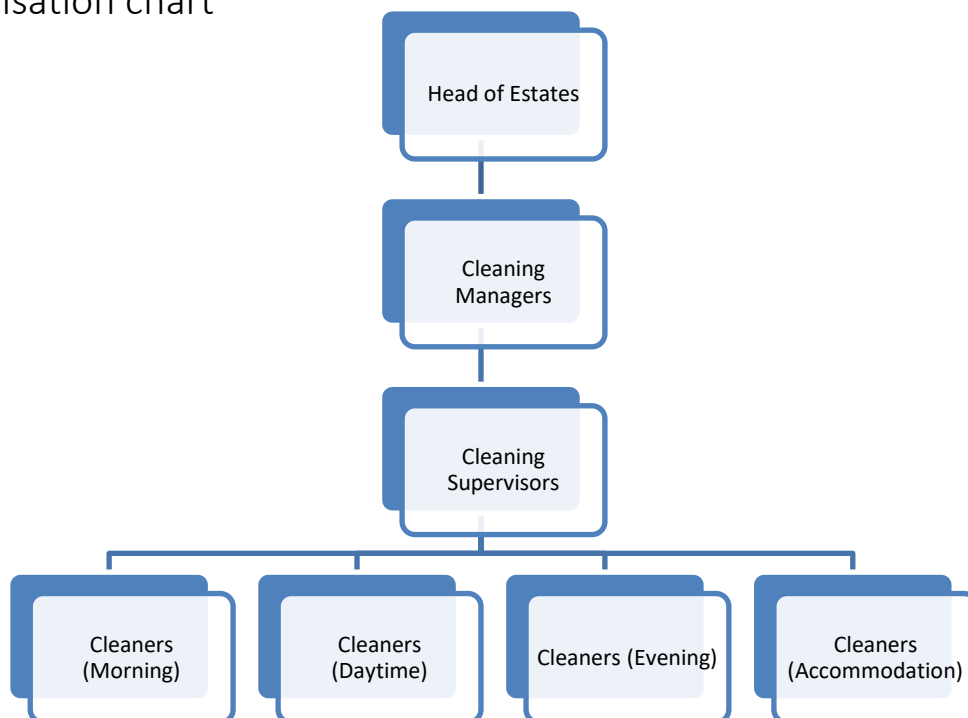 isation chart
Head of Estates
Cleaning
Managers
Cleaning
Supervisors
Cleaners
(Morning)
Cleaners
(Daytime)
Cleaners (Evening)
Cleaners
(Accommodation)